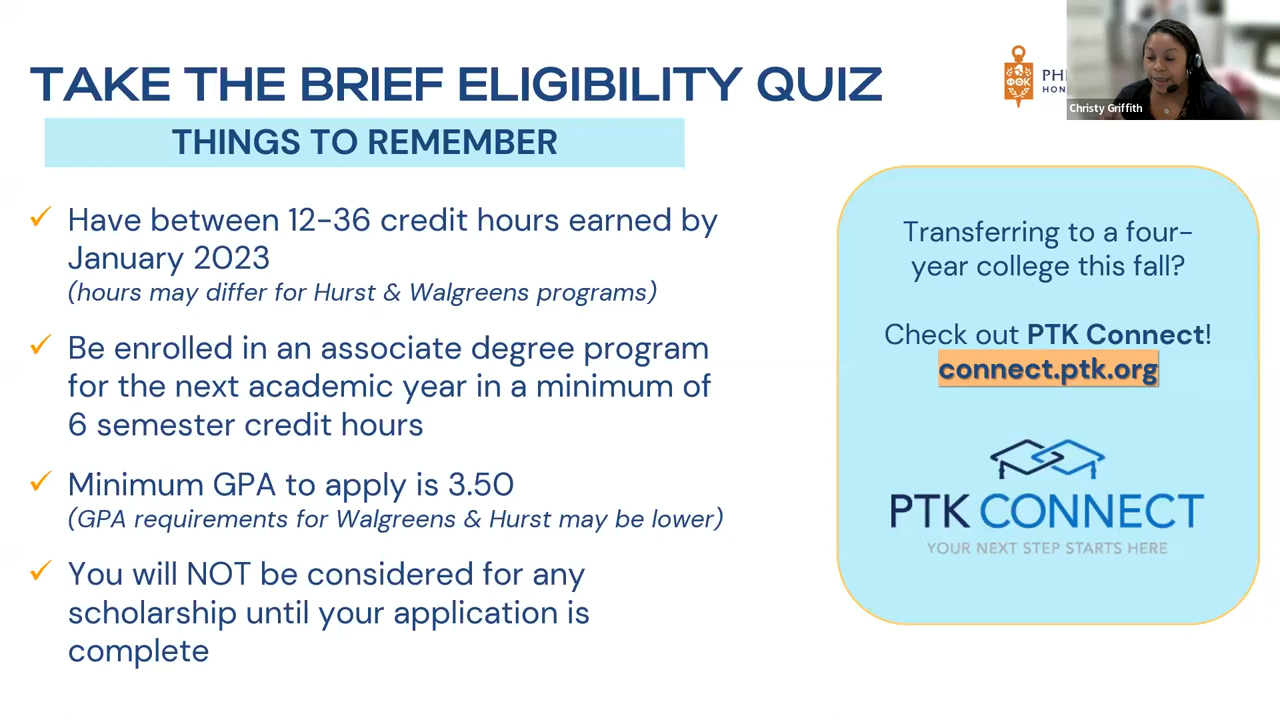 TAKE THE BRIEF ELIGIBILITY QUIZ
THINGS TO REMEMBER
✓ Have between 12-36 credit hours earned by
January 2023
(hours may differ for Hurst & Walgreens programs)
✓ Be enrolled in an associate degree program
for the next academic year in a minimum of
6 semester credit hours
✓ Minimum GPA to apply is 3.50
(GPA requirements for Walgreens & Hurst may be lower)
✓ You will NOT be considered for any
scholarship until your application is
complete
ΦΘΚ
PH
HON
Christy Griffith
Transferring to a four-
year college this fall?
Check out PTK Connect!
connect.ptk.org
PTK CONNECT
YOUR NEXT STEP STARTS HERE